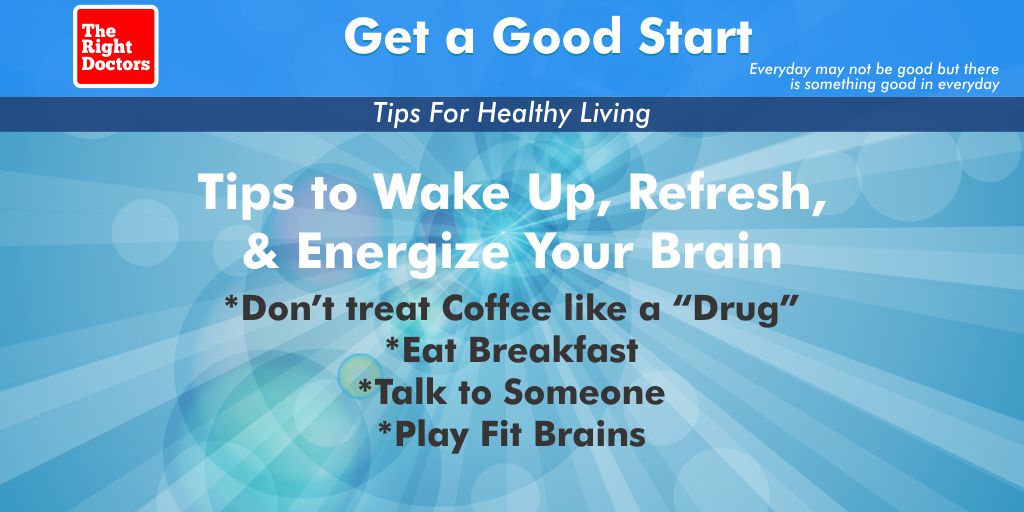 The
Right
Doctors
Get a Good Start
Everyday may not be good but there
is something good in everyday
Tips For Healthy Living
Tips to Wake Up, Refresh,
& Energize Your Brain
*Don’t treat Coffee like a “Drug”
*Eat Breakfast
*Talk to Someone
*Play Fit Brains